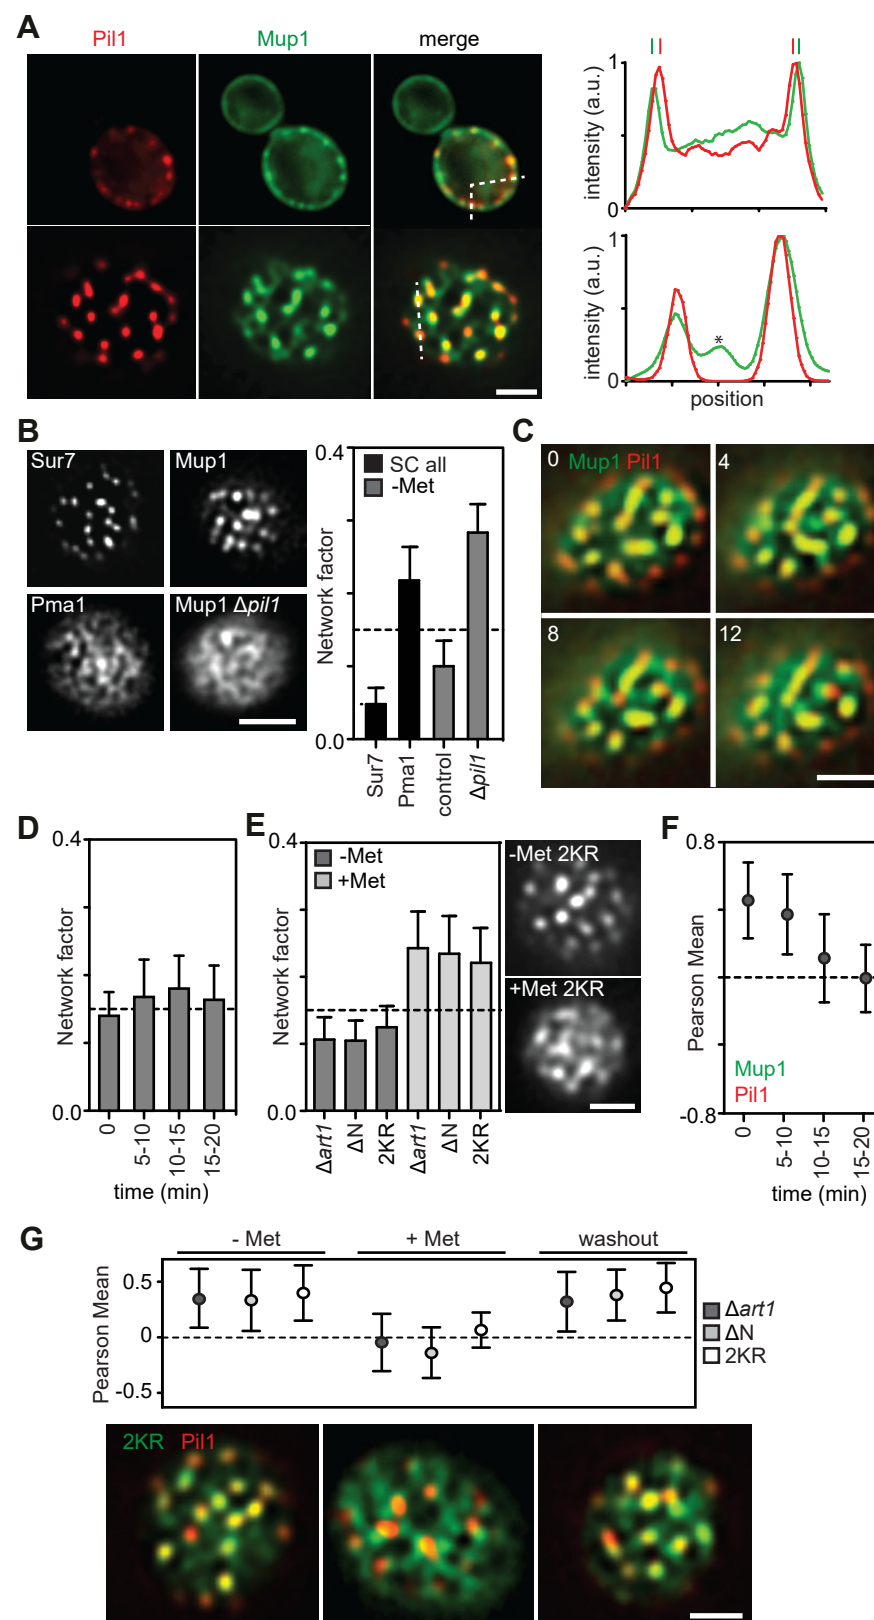 A
Pil1
Mup1
merge
intensity (a.u.)
1
0
intensity (a.u.)
1
*
0
position
B
Sur7
Mup1
Pma1
Mup1 Δpil1
Network factor
0.4
0.0
SC all
-Met
Sur7
Pma1
control
Δpil1
C
0
Mup1 Pil1
4
8
12
D
Network factor
0.4
0.0
0
5-10
10-15
15-20
time (min)
E
Network factor
0.4
0.0
-Met
+Met
Δart1
ΔN
2KR
Δart1
ΔN
2KR
-Met 2KR
+Met 2KR
F
Pearson Mean
0.8
-0.8
Mup1
Pil1
0
5-10
10-15
15-20
time (min)
G
- Met
+ Met
washout
Pearson Mean
0.5
0
-0.5
Δart1
ΔN
2KR
2KR Pil1